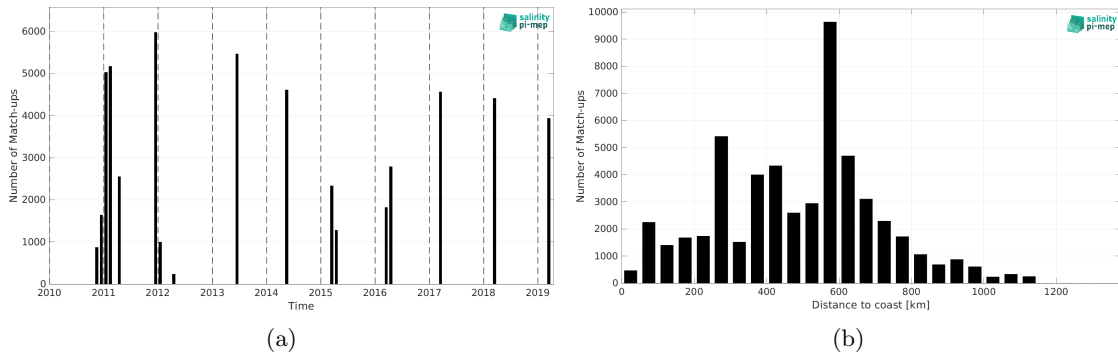 salinity
pi-mep
6000
5000
4000
3000
2000
1000
0
Number of Match-ups
2010 2011 2012 2013 2014 2015 2016 2017 2018 2019
Time
(a)
salinity
pi-mep
10000
9000
8000
7000
6000
5000
4000
3000
2000
1000
0
Number of Match-ups
0 200 400 600 800 1000 1200
Distance to coast [km]
(b)